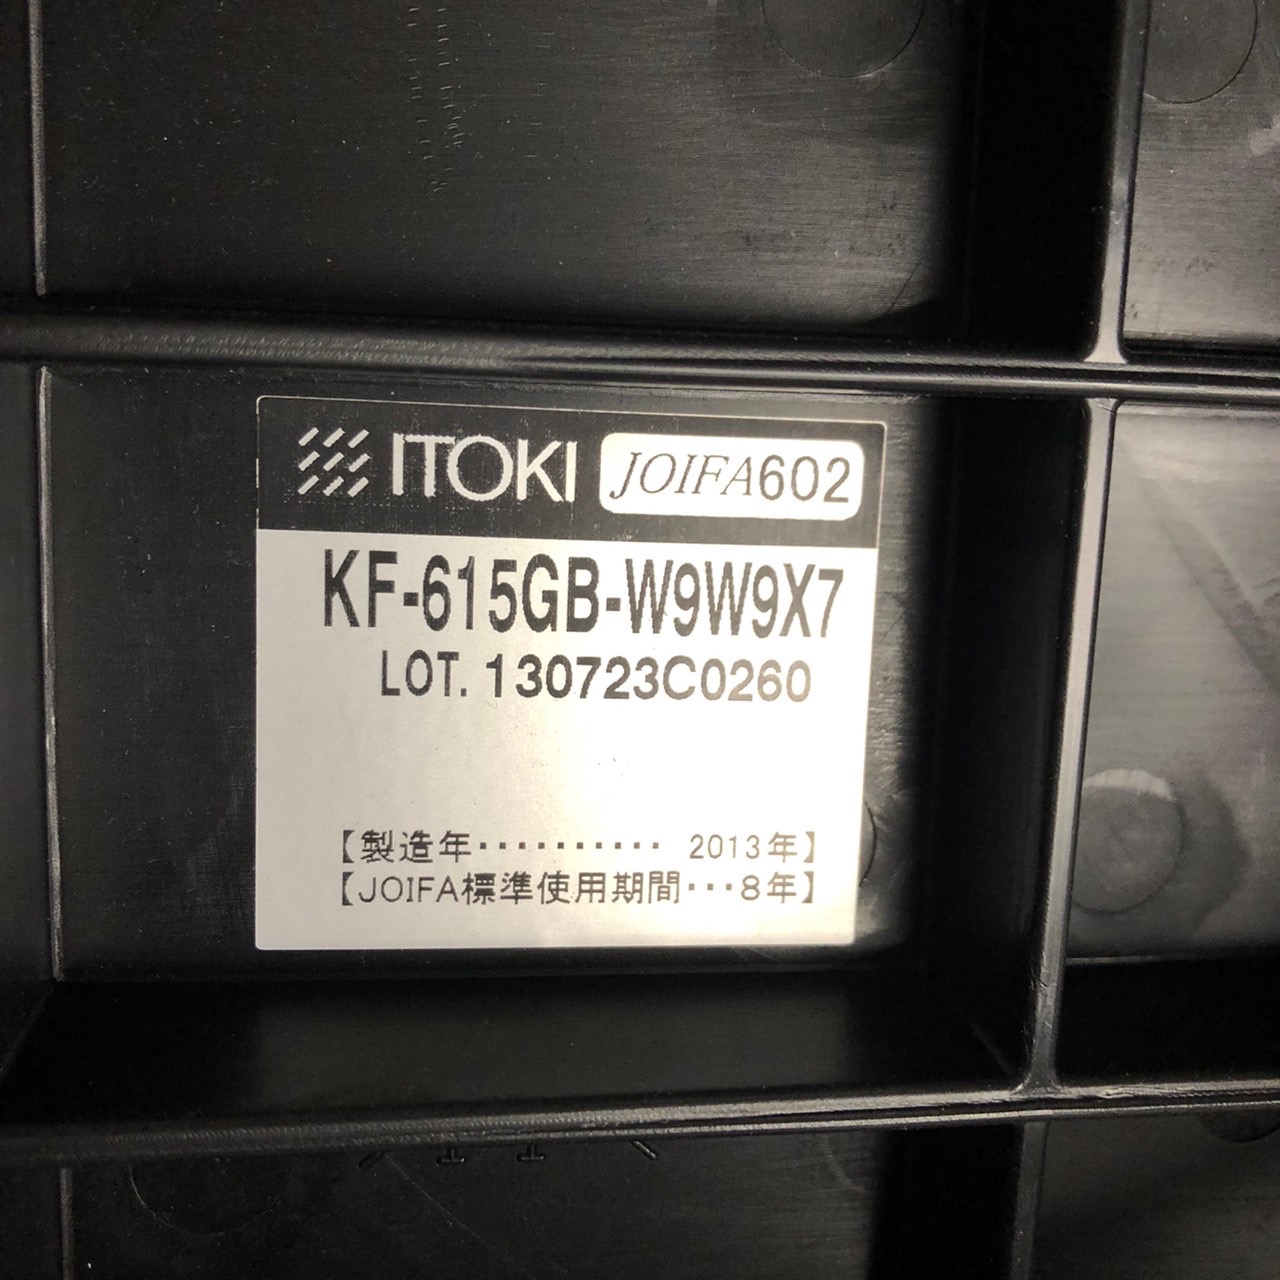 ITOKI JOIFA602
KF-615GB-W9W9X7
LOT. 130723C0260
【製造年･･････････ 2013年】
【JOIFA標準使用期間･･･8年】